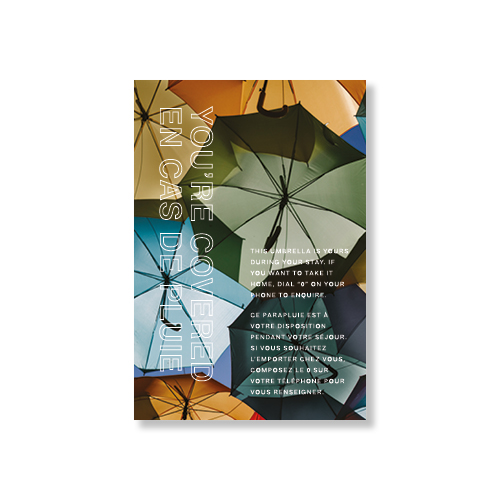 YOU'RE COVERED
EN CAS DE PLUIE
THIS UMBRELLA IS YOURS
DURING YOUR STAY. IF
YOU WANT TO TAKE IT
HOME, DIAL "0" ON YOUR
PHONE TO ENQUIRE.
CE PARAPLUIE EST À
VOTRE DISPOSITION
PENDANT VOTRE SÉJOUR.
SI VOUS SOUHAITEZ
L'EMPORTER CHEZ VOUS,
COMPOSEZ LE 0 SUR
VOTRE TÉLÉPHONE POUR
VOUS RENSEIGNER.